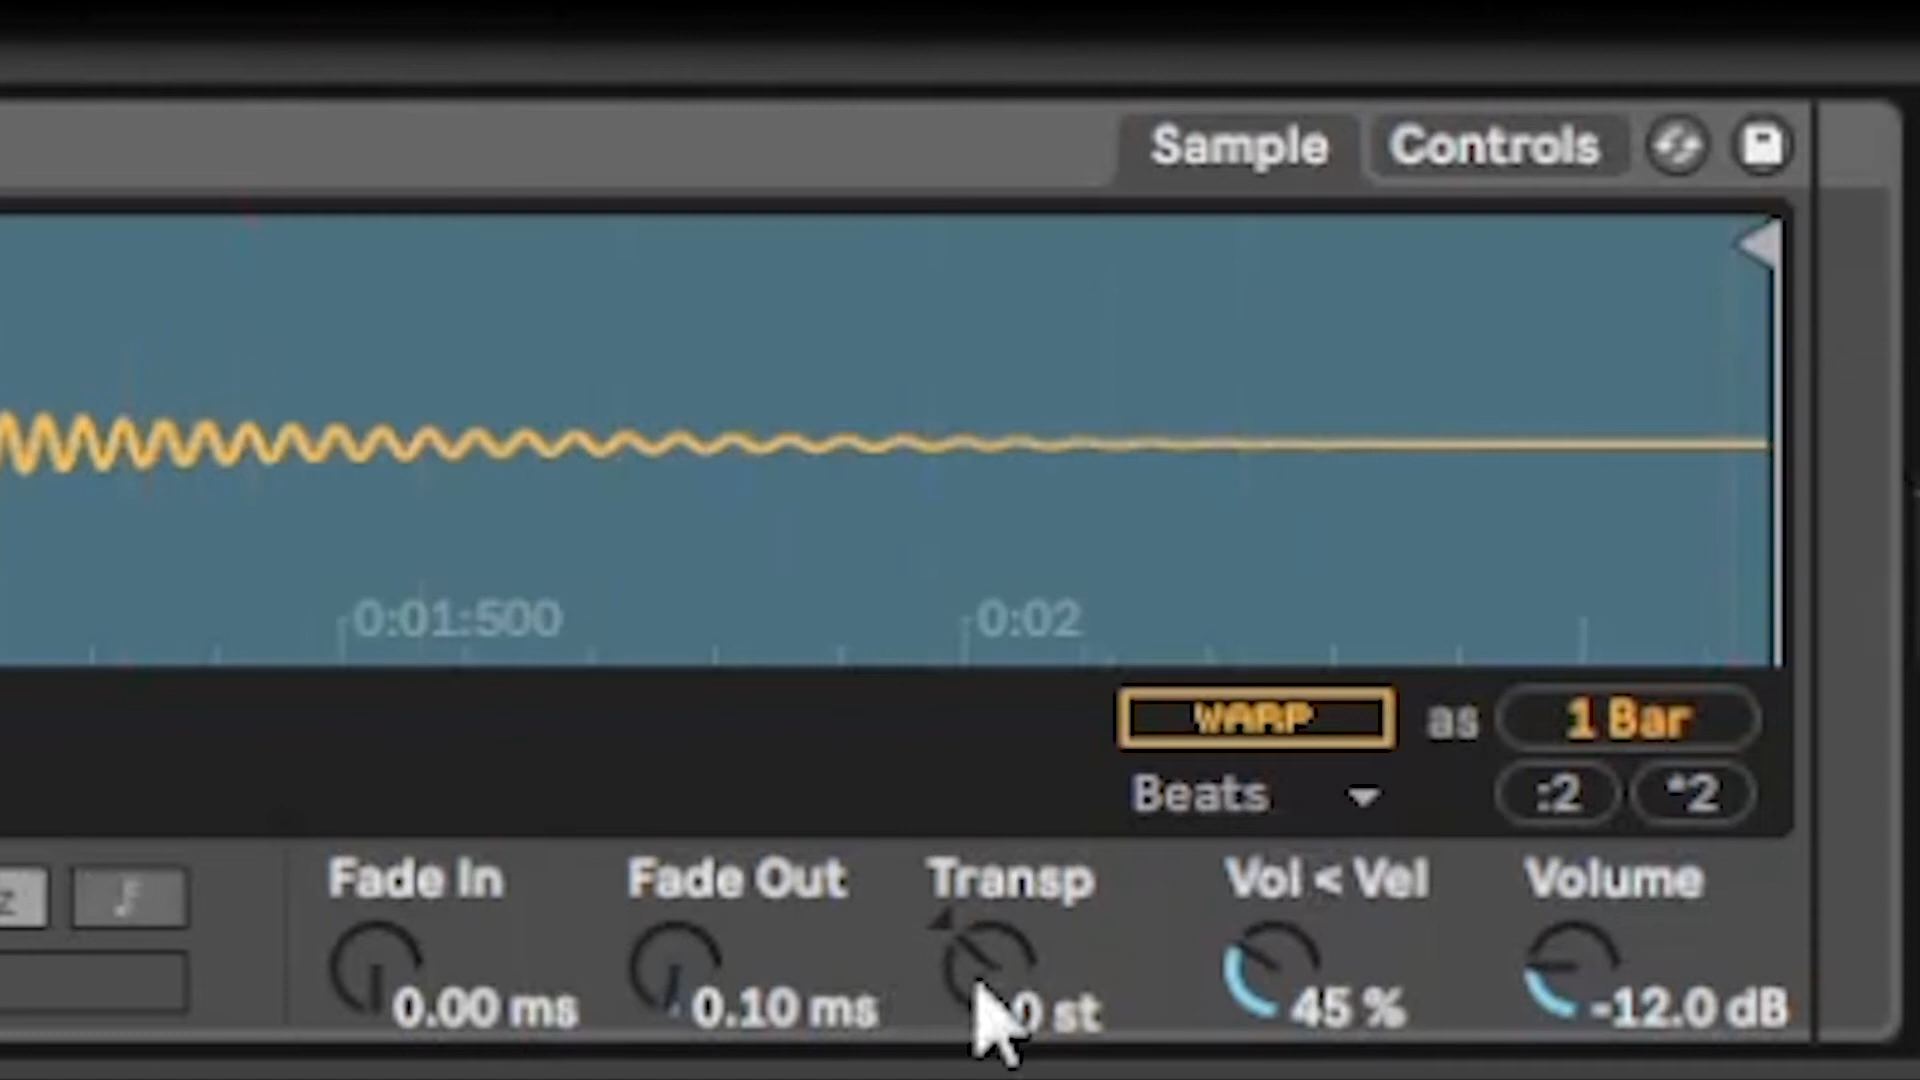 Sample Controls
0:01:500 0:02
WARP as 1 Bar
Beats :2 *2
Fade In Fade Out Transp Vol < Vel Volume
0.00 ms 0.10 ms 0 st 45 % -12.0 dB